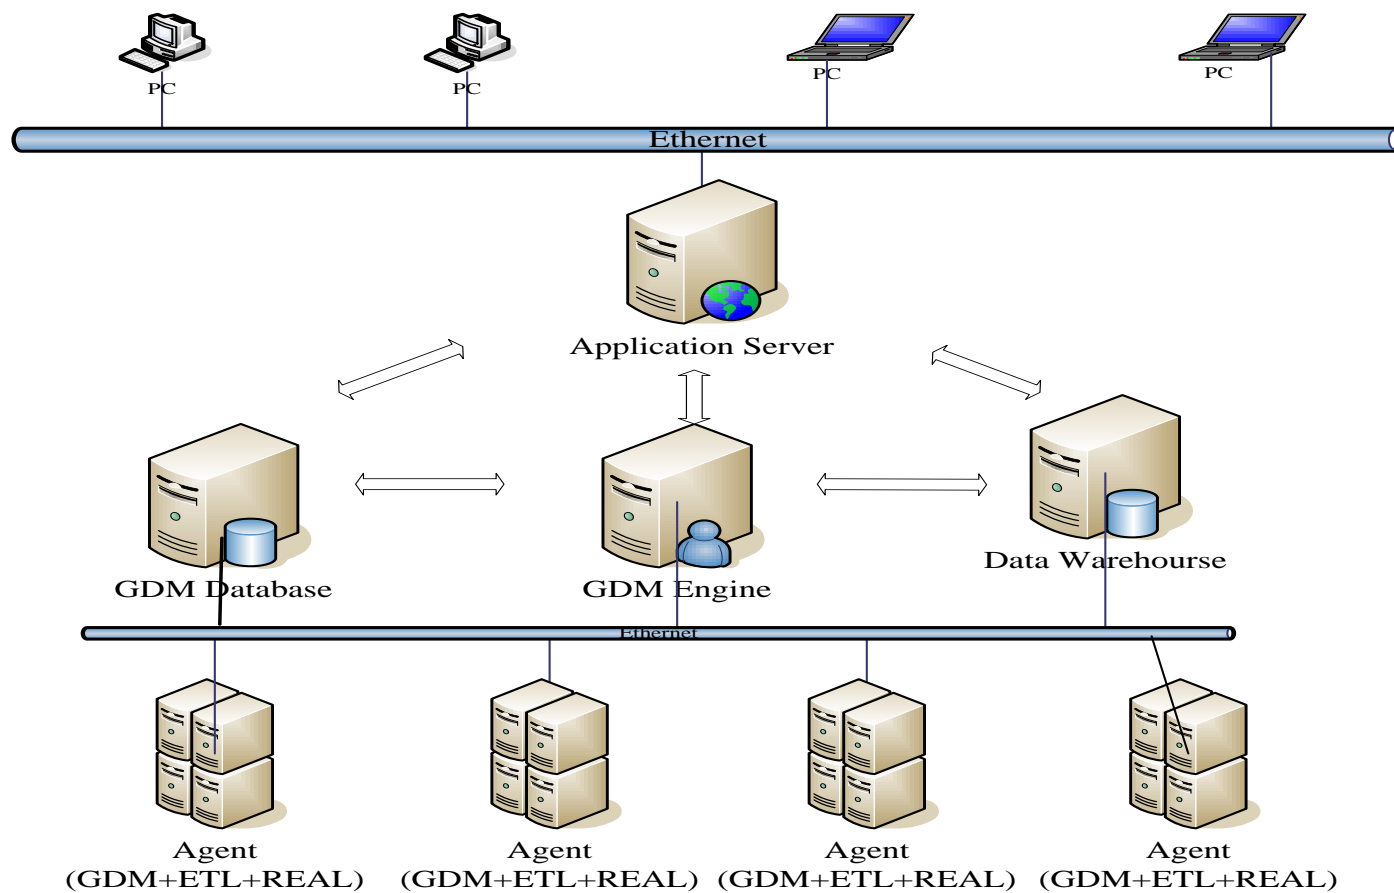 PC
PC
PC
PC
Ethernet
Application Server
GDM Database
GDM Engine
Data Warehourse
Ethernet
Agent
(GDM+ETL+REAL)
Agent
(GDM+ETL+REAL)
Agent
(GDM+ETL+REAL)
Agent
(GDM+ETL+REAL)